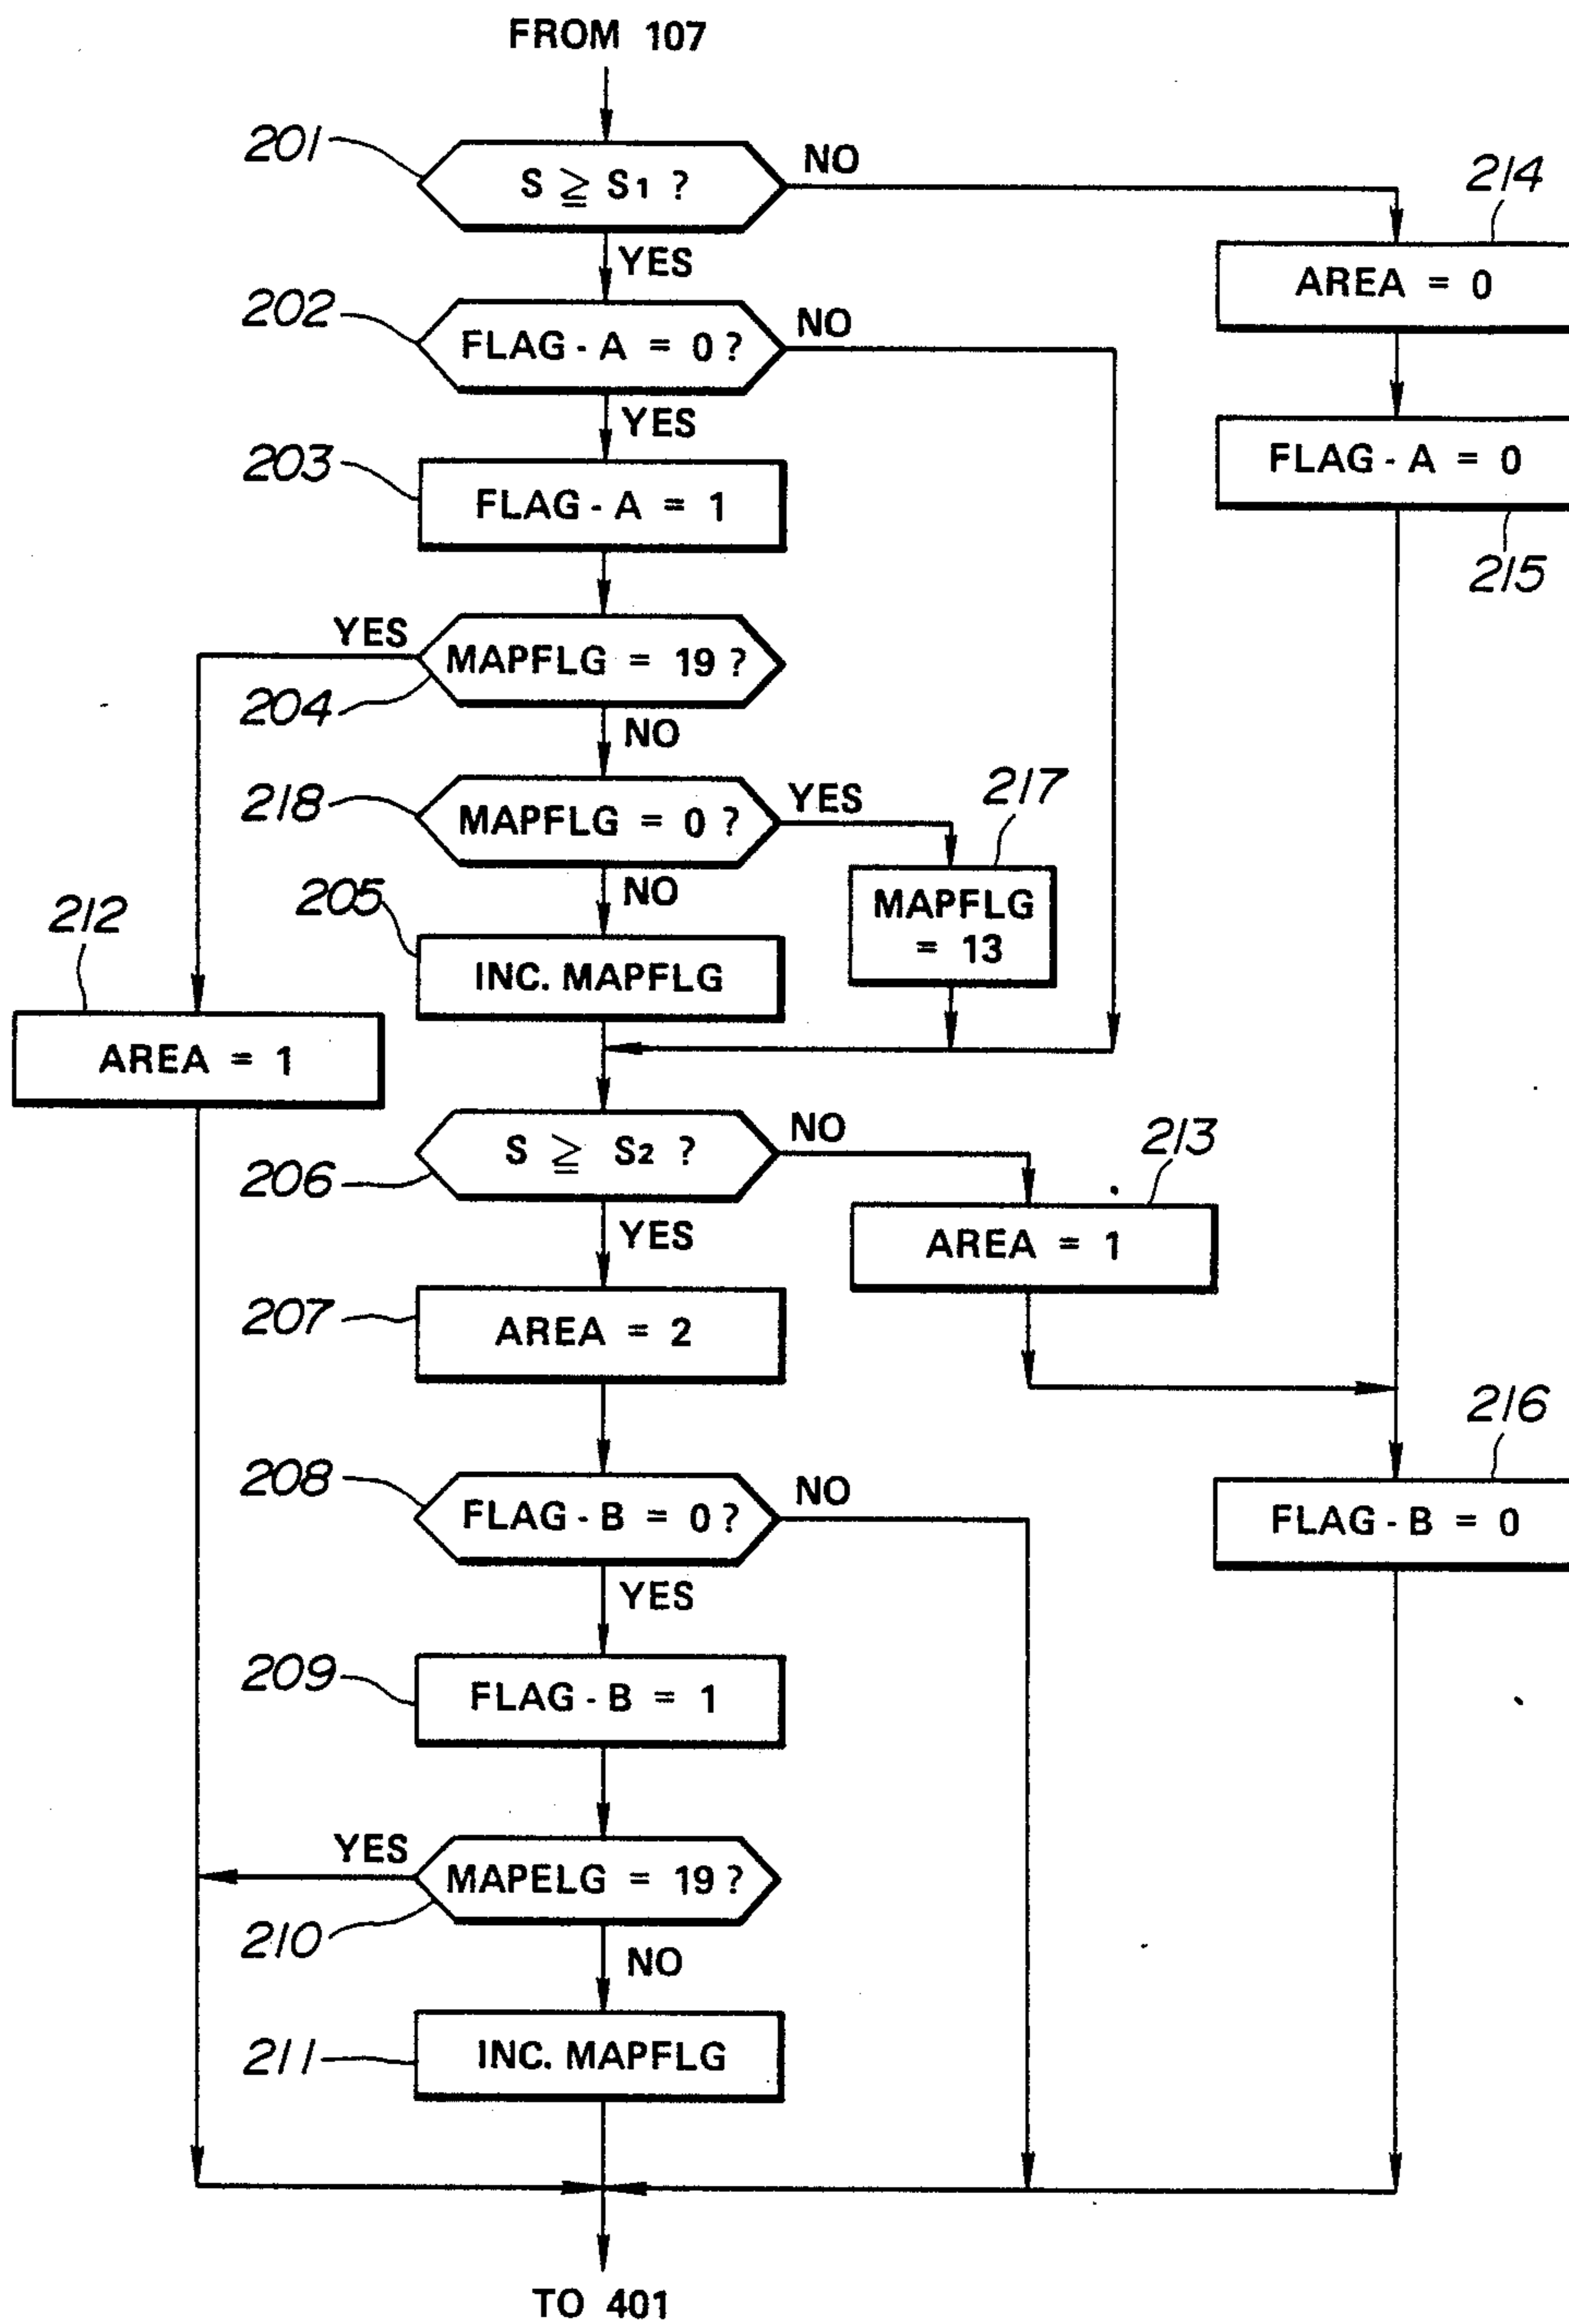 FROM 107
201
S ≧ S1 ?
NO
YES
214
AREA = 0
202
FLAG - A = 0 ?
NO
YES
FLAG - A = 0
215
203
FLAG - A = 1
YES
MAPFLG = 19 ?
204
NO
218
MAPFLG = 0 ?
YES
217
NO
MAPFLG
= 13
205
INC. MAPFLG
212
AREA = 1
S ≧ S2 ?
NO
206
YES
213
AREA = 1
207
AREA = 2
208
FLAG - B = 0 ?
NO
YES
216
FLAG - B = 0
209
FLAG - B = 1
YES
MAPELG = 19 ?
210
NO
211
INC. MAPFLG
TO 401